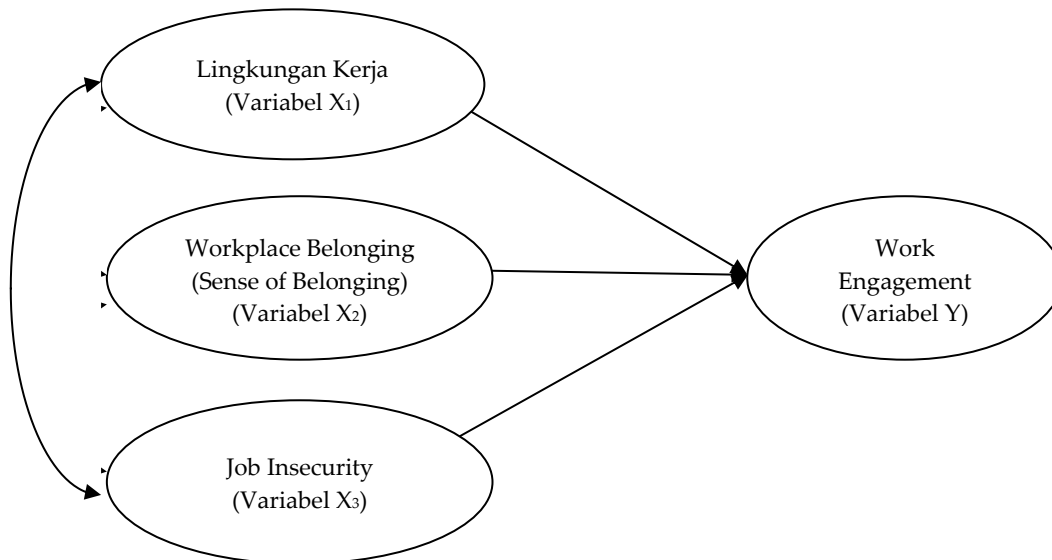 Lingkungan Kerja
(Variabel X₁)
Workplace Belonging
(Sense of Belonging)
(Variabel X₂)
Work
Engagement
(Variabel Y)
Job Insecurity
(Variabel X₃)